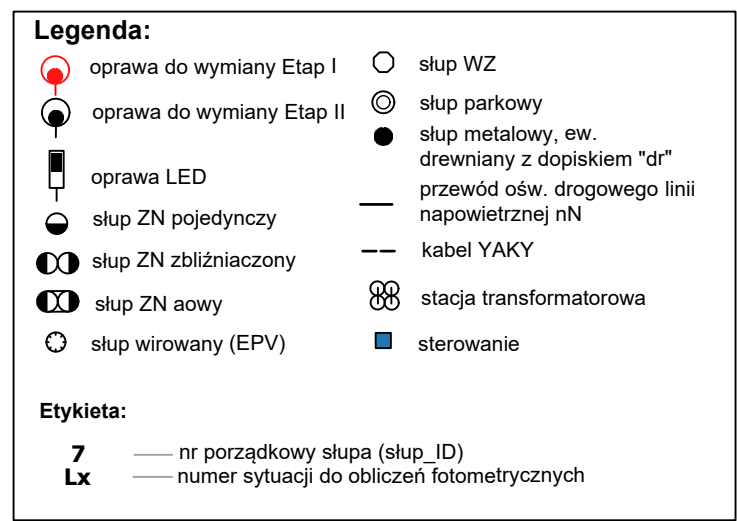 Legenda:
oprawa do wymiany Etap I
oprawa do wymiany Etap II
oprawa LED
słup ZN pojedynczy
słup ZN zbliźniaczony
słup ZN aowy
słup wirowany (EPV)
słup WZ
słup parkowy
słup metalowy, ew.
drewniany z dopiskiem "dr"
przewód ośw. drogowego linii
napowietrznej nN
kabel YAKY
stacja transformatorowa
sterowanie
Etykieta:
7 nr porządkowy słupa (słup_ID)
Lx numer sytuacji do obliczeń fotometrycznych